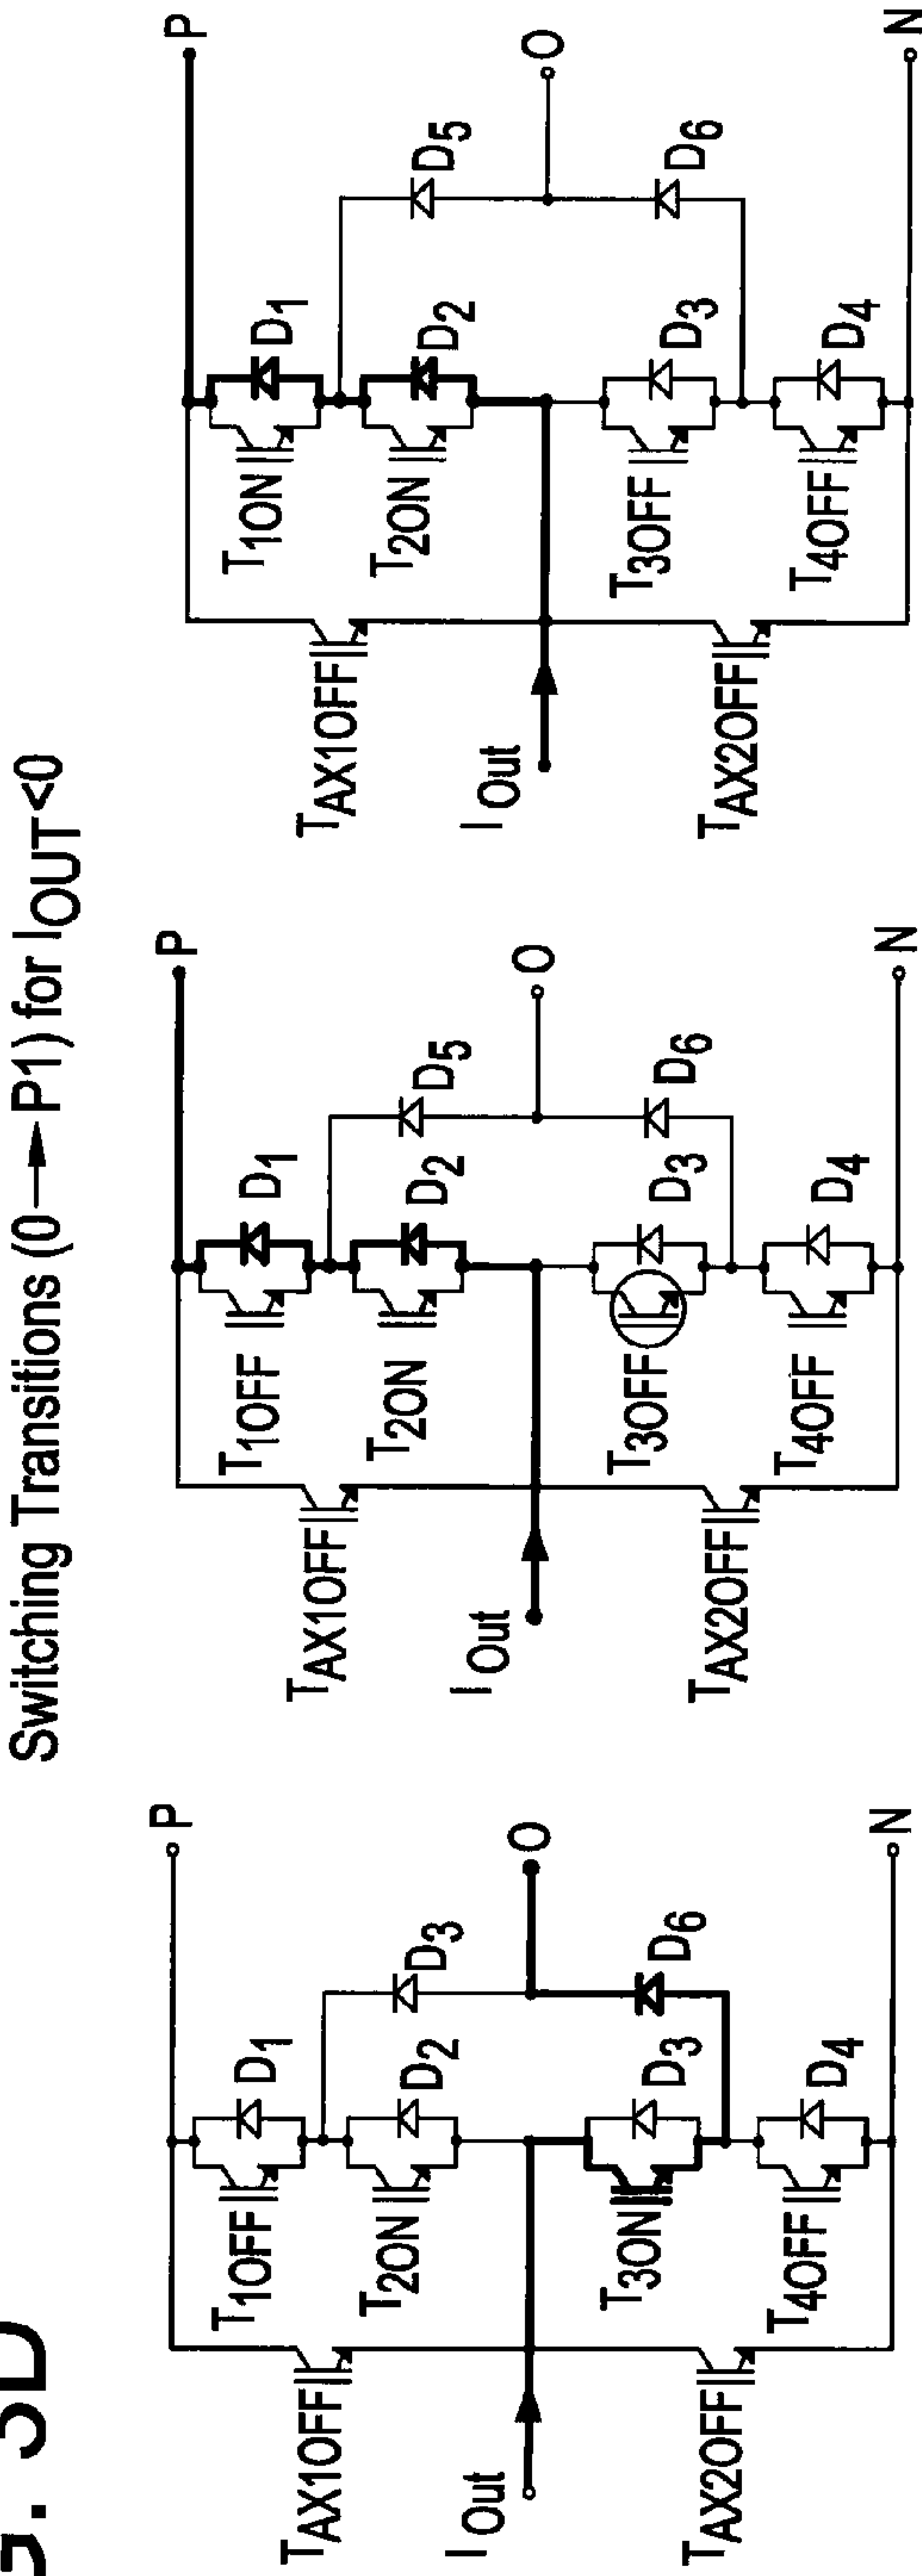 G. 3D
Switching Transitions (0→P1) for IOUT<0
TAX1OFF
T1OFF
D1
P
T2ON
D2
D3
IOut
O
T3ON
D3
D6
TAX2OFF
T4OFF
D4
N
TAX1OFF
T1OFF
D1
P
T2ON
D2
D5
IOut
O
T3OFF
D3
D6
TAX2OFF
T4OFF
D4
N
TAX1OFF
T1ON
D1
P
T2ON
D2
D5
IOut
O
T3OFF
D3
D6
TAX2OFF
T4OFF
D4
N